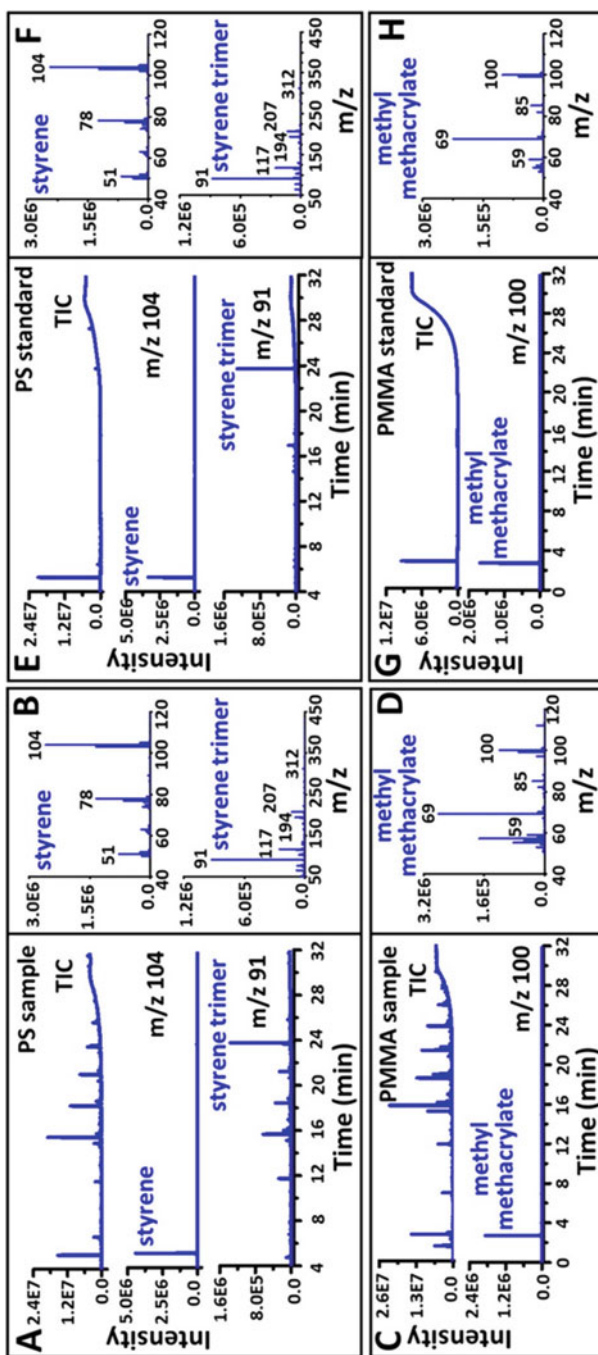 A
PS sample
2.4E7
1.2E7
0.0
TIC
5.0E6
2.5E6
0.0
styrene
m/z 104
1.6E6
8.0E5
0.0
styrene trimer
m/z 91
4 8 12 16 20 24 28 32
Time (min)
Intensity
B
3.0E6
1.5E6
0.0
styrene
51 78 104
40 60 80 100 120
1.2E6
6.0E5
0.0
styrene trimer
91 117 194 207 312
50 150 250 350 450
m/z
E
PS standard
2.4E7
1.2E7
0.0
TIC
5.0E6
2.5E6
0.0
styrene
m/z 104
1.6E6
8.0E5
0.0
styrene trimer
m/z 91
4 8 12 16 20 24 28 32
Time (min)
Intensity
F
3.0E6
1.5E6
0.0
styrene
51 78 104
40 60 80 100 120
1.2E6
6.0E5
0.0
styrene trimer
91 117 194 207 312
50 150 250 350 450
m/z
C
PMMA sample
2.6E7
1.3E7
0.0
TIC
2.4E6
1.2E6
0.0
methyl
methacrylate
m/z 100
0 4 8 12 16 20 24 28 32
Time (min)
Intensity
D
methyl
methacrylate
3.2E6
1.6E5
0.0
59 69 85 100
40 60 80 100 120
m/z
G
PMMA standard
1.2E7
6.0E6
0.0
TIC
2.0E6
1.0E6
0.0
methyl
methacrylate
m/z 100
0 4 8 12 16 20 24 28 32
Time (min)
Intensity
H
methyl
methacrylate
3.0E6
1.5E5
0.0
59 69 85 100
40 60 80 100 120
m/z